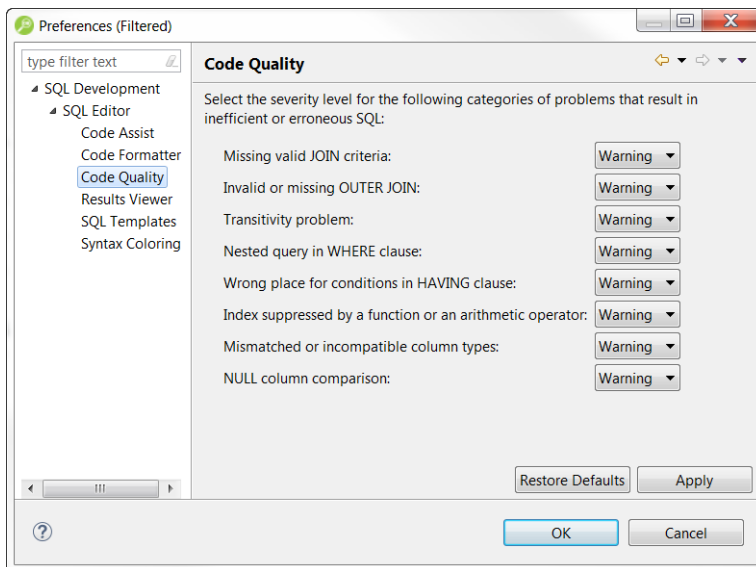 Preferences (Filtered)
type filter text
SQL Development
SQL Editor
Code Assist
Code Formatter
Code Quality
Results Viewer
SQL Templates
Syntax Coloring
Code Quality
Select the severity level for the following categories of problems that result in
inefficient or erroneous SQL:
Missing valid JOIN criteria: Warning
Invalid or missing OUTER JOIN: Warning
Transitivity problem: Warning
Nested query in WHERE clause: Warning
Wrong place for conditions in HAVING clause: Warning
Index suppressed by a function or an arithmetic operator: Warning
Mismatched or incompatible column types: Warning
NULL column comparison: Warning
Restore Defaults Apply
OK Cancel